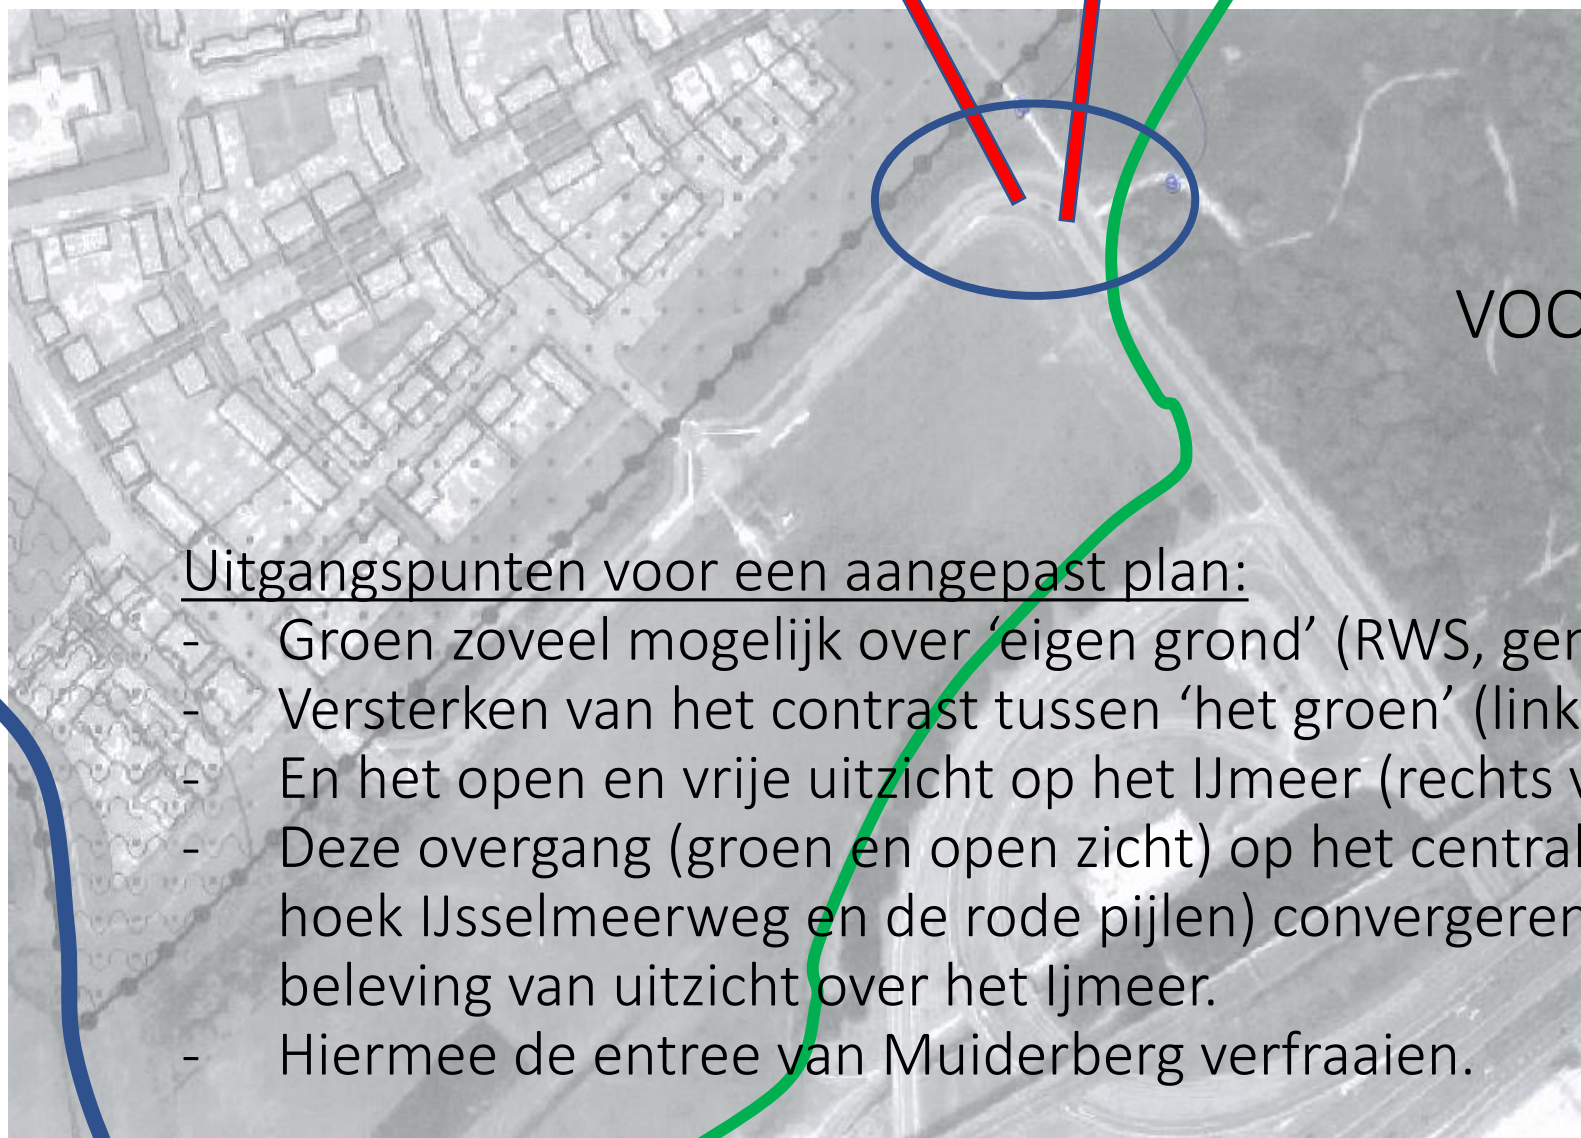 VOO
Uitgangspunten voor een aangepast plan:
- Groen zoveel mogelijk over ‘eigen grond’ (RWS, gem
- Versterken van het contrast tussen ‘het groen’ (link
- En het open en vrije uitzicht op het IJmeer (rechts v
- Deze overgang (groen en open zicht) op het central
hoek IJsselmeerweg en de rode pijlen) convergeren
beleving van uitzicht over het Ijmeer.
- Hiermee de entree van Muiderberg verfraaien.